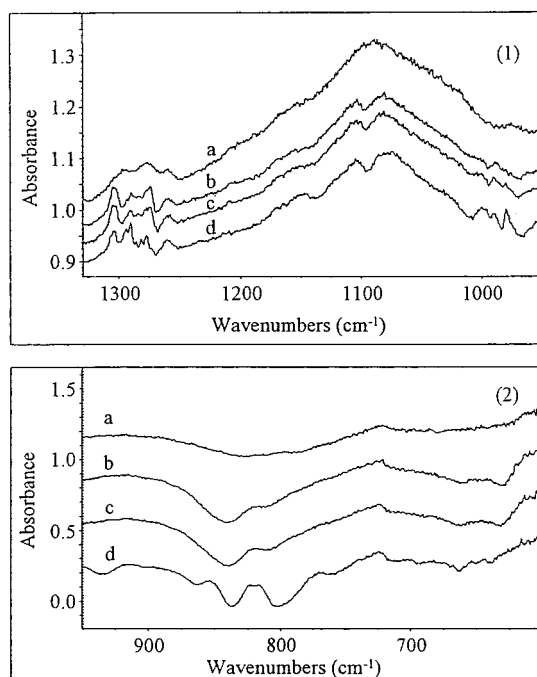 (1)
1.3
1.2
1.1
1.0
0.9
Absorbance
a
b
c
d
1300
1200
1100
1000
Wavenumbers (cm-1)
(2)
1.5
1.0
0.5
0.0
Absorbance
a
b
c
d
900
800
700
Wavenumbers (cm-1)